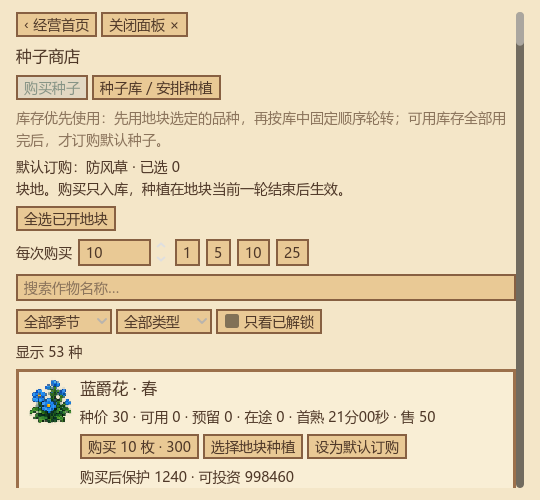 ‹ 经营首页 关闭面板 ×
种子商店
购买种子 种子库 / 安排种植
库存优先使用：先用地块选定的品种，再按库中固定顺序轮转；可用库存全部用
完后，才订购默认种子。
默认订购：防风草 · 已选 0
块地。购买只入库，种植在地块当前一轮结束后生效。
全选已开地块
每次购买 10 1 5 10 25
搜索作物名称...
全部季节 全部类型 只看已解锁
显示 53 种
蓝爵花 · 春
种价 30 · 可用 0 · 预留 0 · 在途 0 · 首熟 21分00秒 · 售 50
购买 10 枚 · 300 选择地块种植 设为默认订购
购买后保护 1240 · 可投资 998460